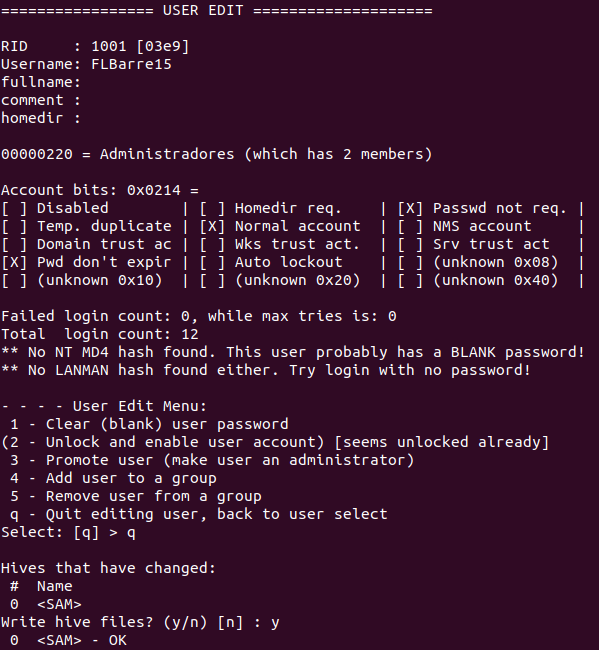 ================= USER EDIT ====================
RID     : 1001 [03e9]
Username: FLBarre15
fullname:
comment :
homedir :
00000220 = Administradores (which has 2 members)
Account bits: 0x0214 =
[ ] Disabled        | [ ] Homedir req.    | [X] Passwd not req. |
[ ] Temp. duplicate | [X] Normal account  | [ ] NMS account     |
[ ] Domain trust ac | [ ] Wks trust act.  | [ ] Srv trust act   |
[X] Pwd don't expir | [ ] Auto lockout    | [ ] (unknown 0x08)  |
[ ] (unknown 0x10)  | [ ] (unknown 0x20)  | [ ] (unknown 0x40)  |
Failed login count: 0, while max tries is: 0
Total  login count: 12
** No NT MD4 hash found. This user probably has a BLANK password!
** No LANMAN hash found either. Try login with no password!
- - - - User Edit Menu:
 1 - Clear (blank) user password
(2 - Unlock and enable user account) [seems unlocked already]
 3 - Promote user (make user an administrator)
 4 - Add user to a group
 5 - Remove user from a group
 q - Quit editing user, back to user select
Select: [q] > q
Hives that have changed:
 #  Name
 0  <SAM>
Write hive files? (y/n) [n] : y
 0  <SAM> - OK